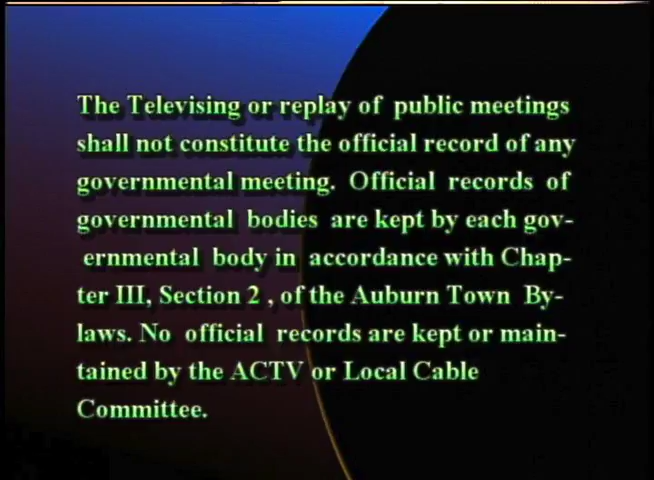 The Televising or replay of public meetings
shall not constitute the official record of any
governmental meeting. Official records of
governmental bodies are kept by each gov-
ernmental body in accordance with Chap-
ter III, Section 2 , of the Auburn Town By-
laws. No official records are kept or main-
tained by the ACTV or Local Cable
Committee.